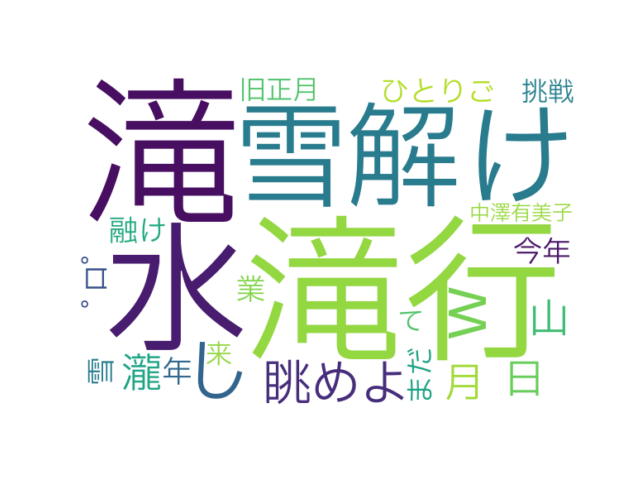 旧正月
ひとりご
挑戦
滝
雪解け
中澤有美子
融け
水
滝行
今年
。口。
業
W
て
山
雪
瀧
年
し
来
眺めよ
まだ
月
日